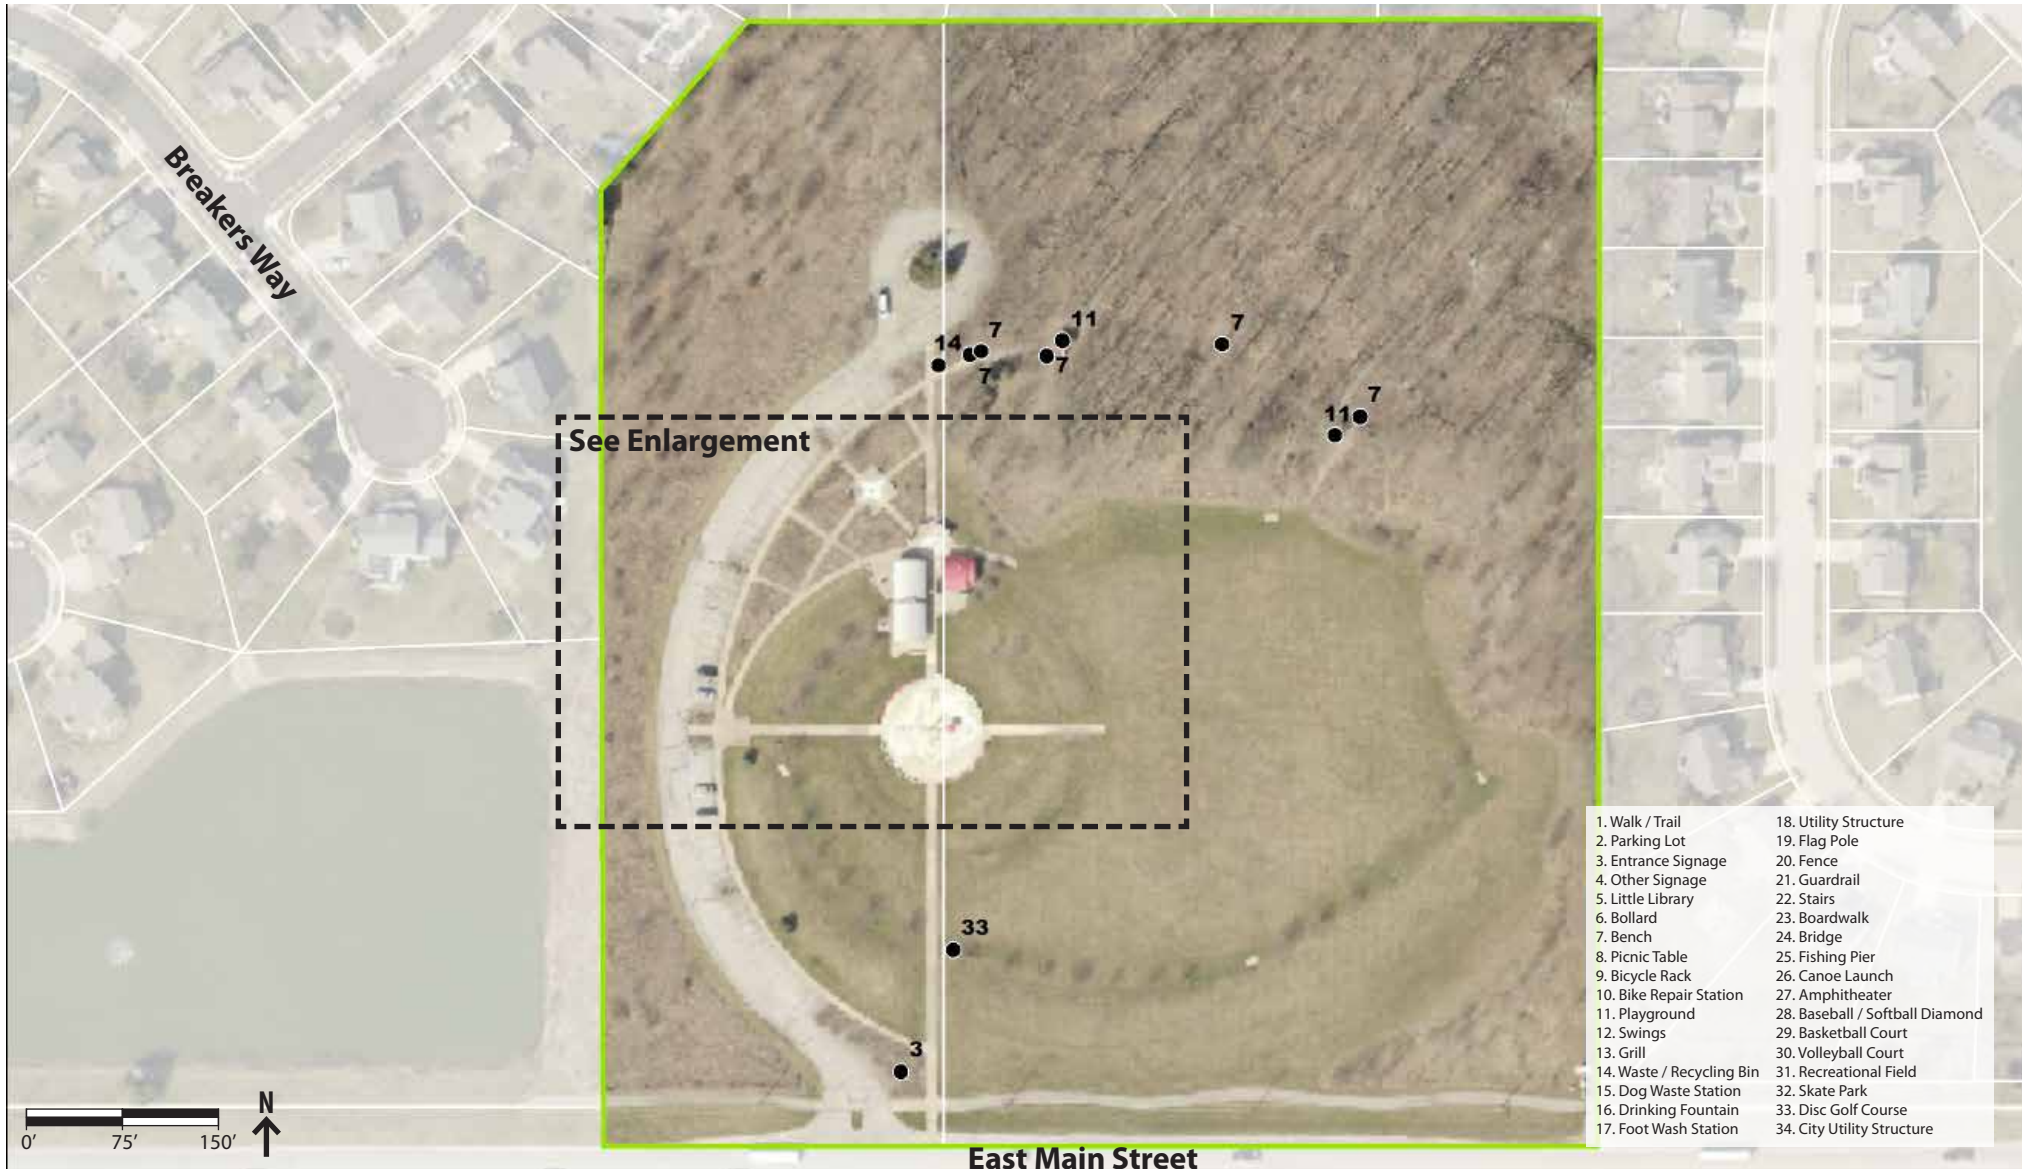 Breakers Way
14
7
7
11
7
7
7
11
See Enlargement
33
3
1. Walk / Trail
2. Parking Lot
3. Entrance Signage
4. Other Signage
5. Little Library
6. Bollard
7. Bench
8. Picnic Table
9. Bicycle Rack
10. Bike Repair Station
11. Playground
12. Swings
13. Grill
14. Waste / Recycling Bin
15. Dog Waste Station
16. Drinking Fountain
17. Foot Wash Station
18. Utility Structure
19. Flag Pole
20. Fence
21. Guardrail
22. Stairs
23. Boardwalk
24. Bridge
25. Fishing Pier
26. Canoe Launch
27. Amphitheater
28. Baseball / Softball Diamond
29. Basketball Court
30. Volleyball Court
31. Recreational Field
32. Skate Park
33. Disc Golf Course
34. City Utility Structure
N
0' 75' 150'
East Main Street